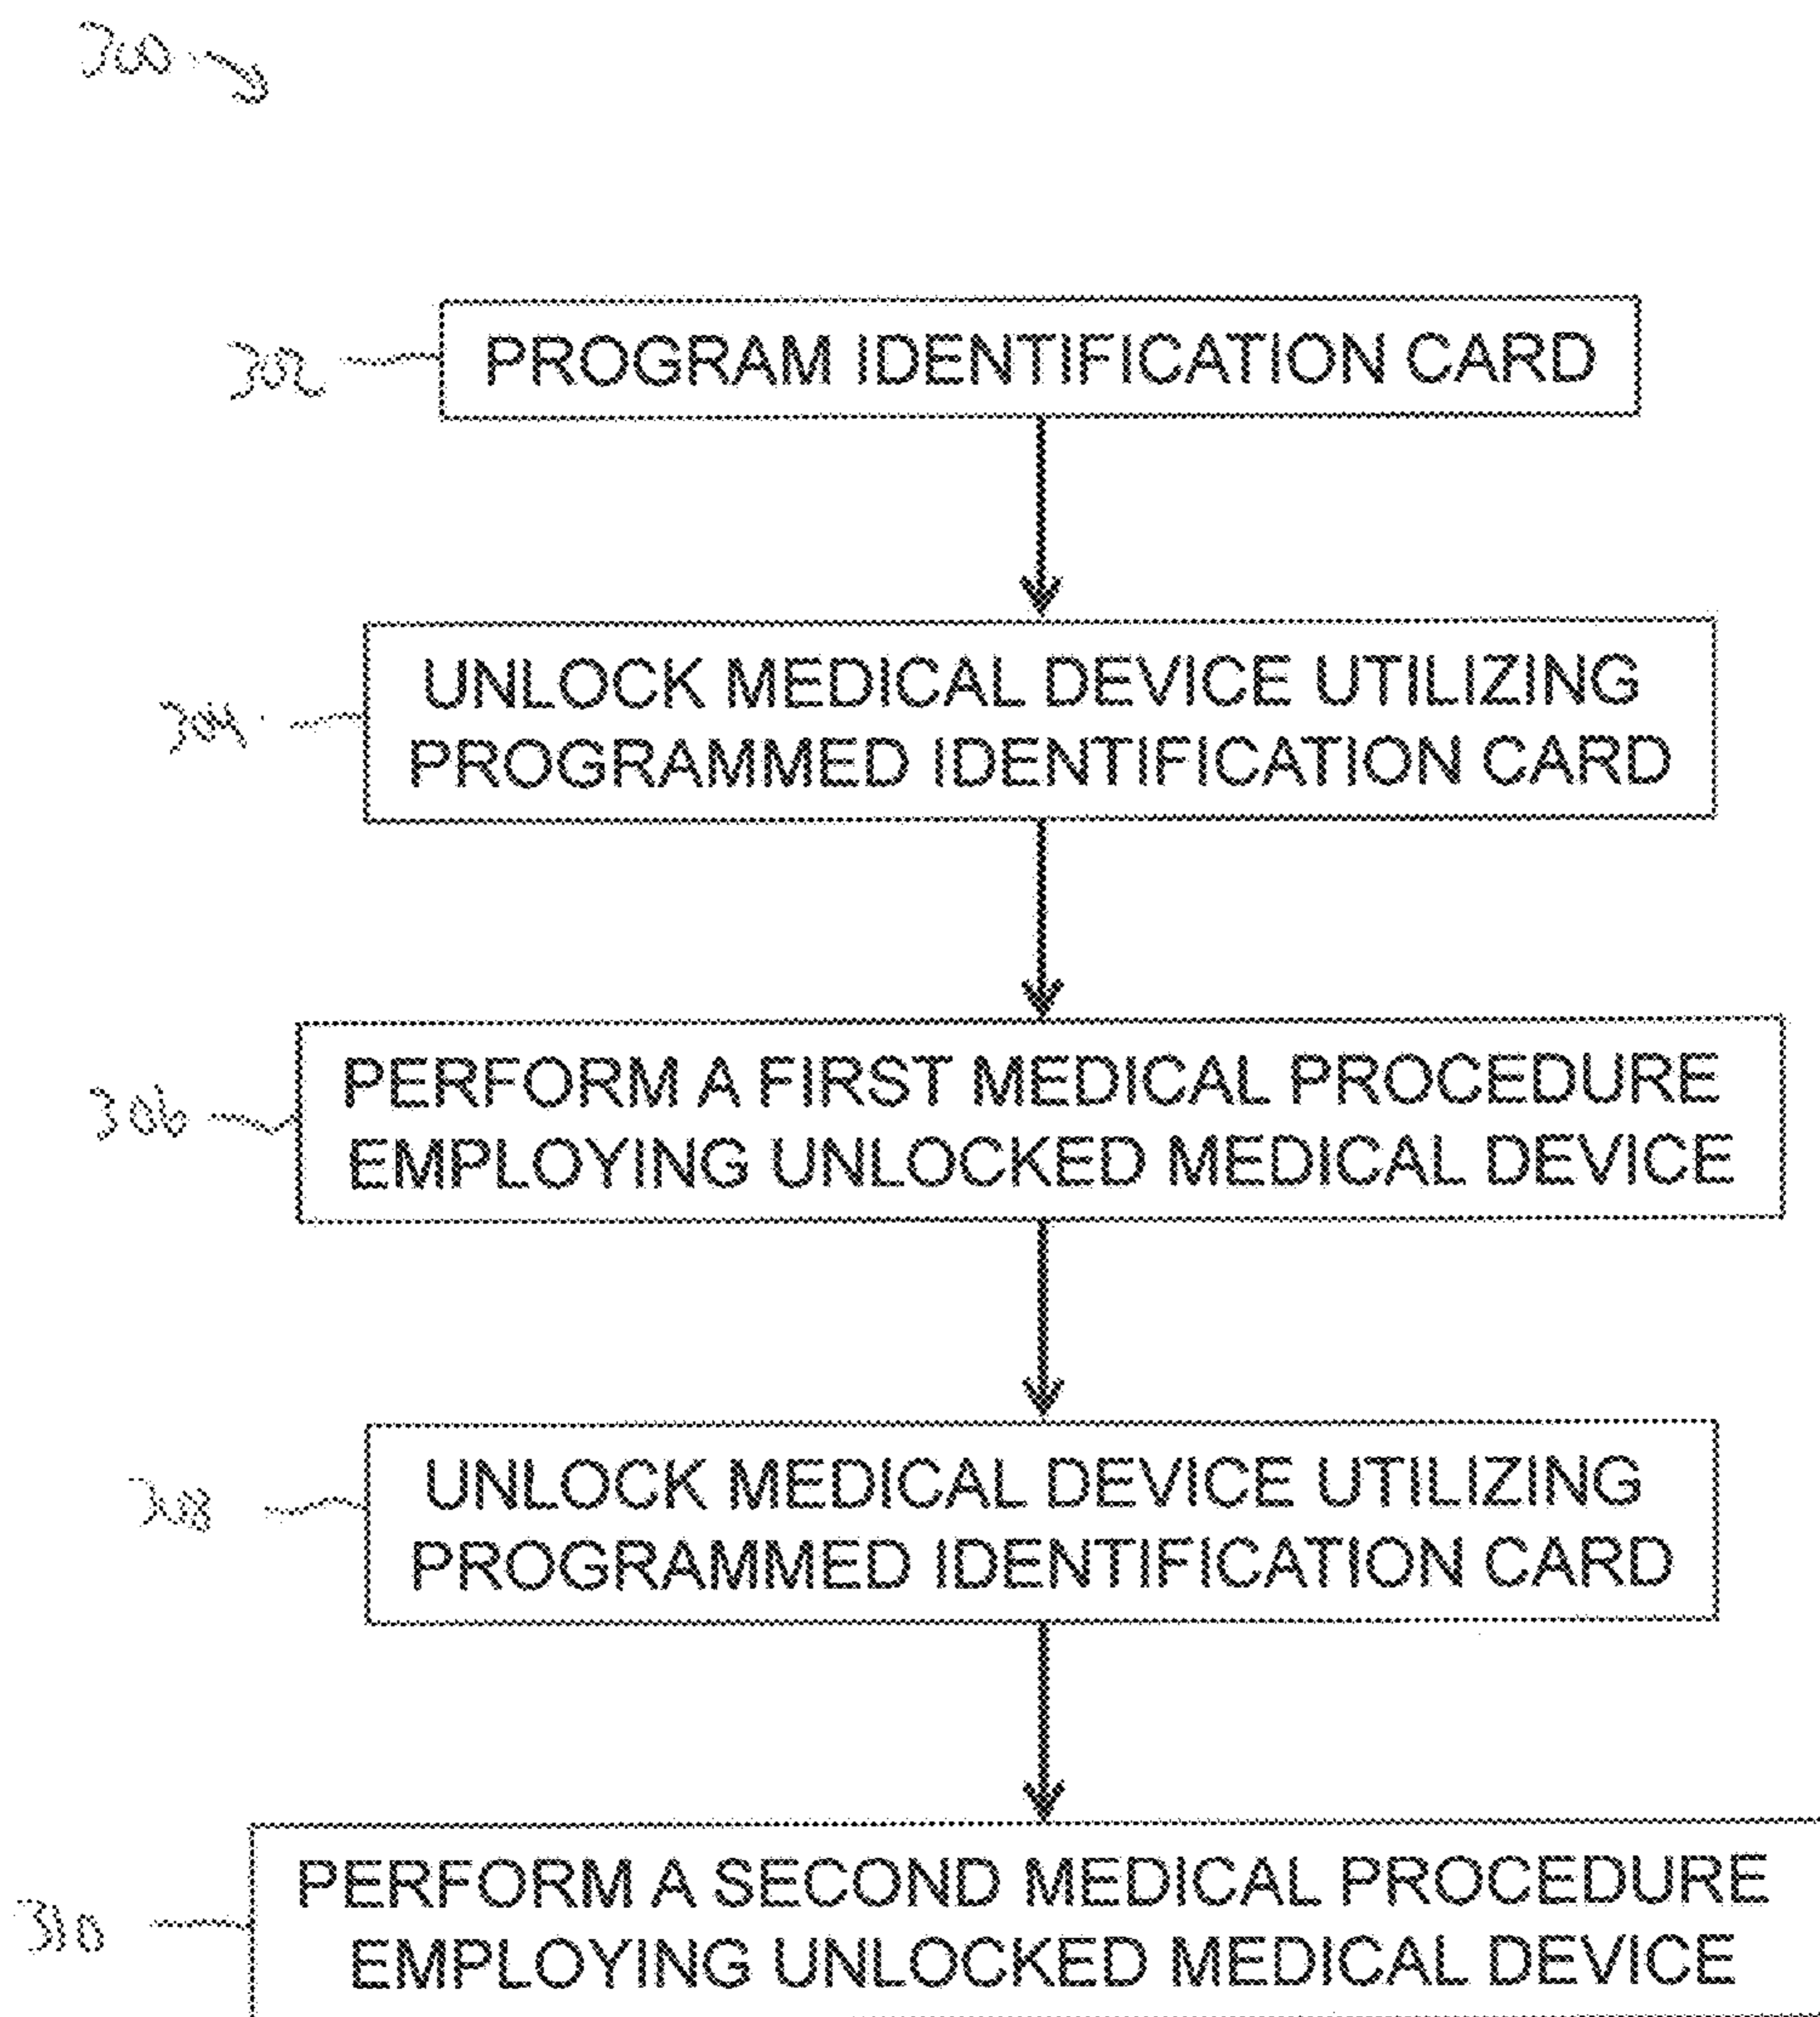 300
302
PROGRAM IDENTIFICATION CARD
304
UNLOCK MEDICAL DEVICE UTILIZING
PROGRAMMED IDENTIFICATION CARD
306
PERFORM A FIRST MEDICAL PROCEDURE
EMPLOYING UNLOCKED MEDICAL DEVICE
308
UNLOCK MEDICAL DEVICE UTILIZING
PROGRAMMED IDENTIFICATION CARD
310
PERFORM A SECOND MEDICAL PROCEDURE
EMPLOYING UNLOCKED MEDICAL DEVICE